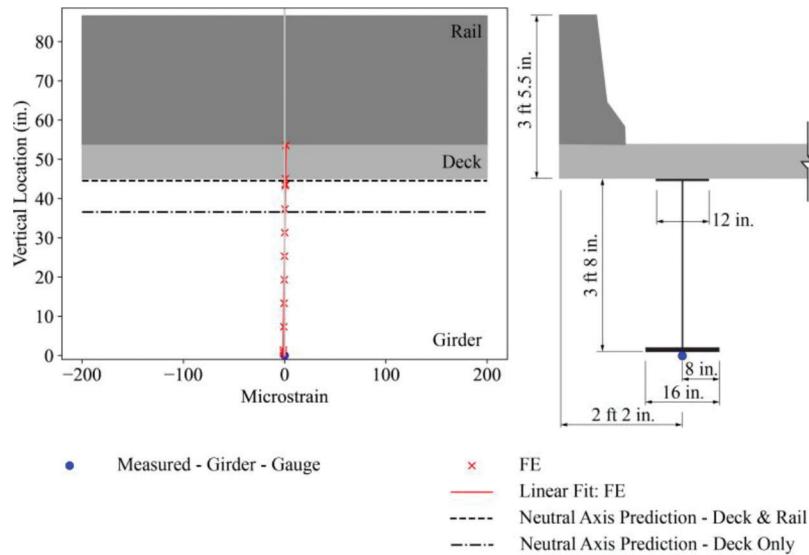 80
70
60
50
40
30
20
10
0
Vertical Location (in.)
Rail
Deck
Girder
−200
−100
0
100
200
Microstrain
3 ft 5.5 in.
12 in.
3 ft 8 in.
8 in.
16 in.
2 ft 2 in.
Measured - Girder - Gauge
FE
Linear Fit: FE
Neutral Axis Prediction - Deck & Rail
Neutral Axis Prediction - Deck Only